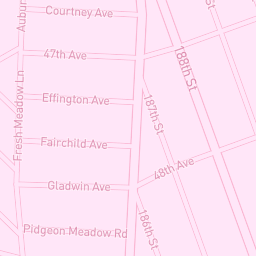 Courtney Ave
Aubu
47th Ave
188th St
Effington Ave
187th St
Fresh Meadow Ln
Fairchild Ave
48th Ave
Gladwin Ave
186th St
Pidgeon Meadow Rd